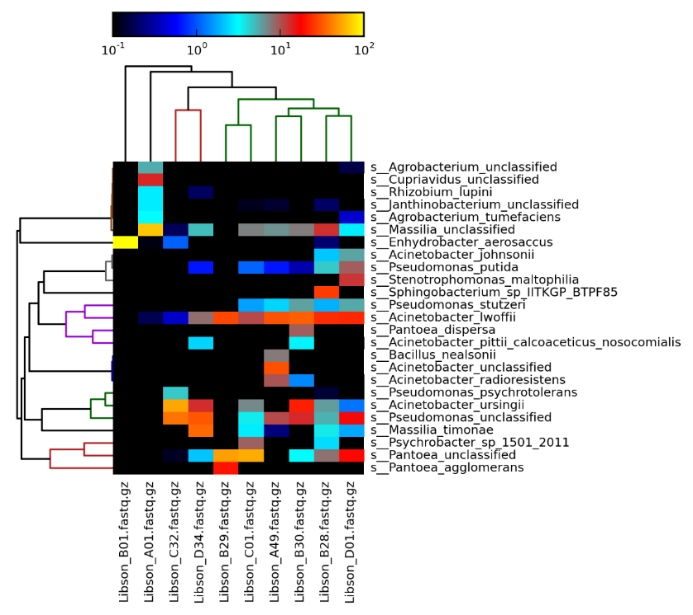 10^-1 10^0 10^1 10^2
s__Agrobacterium_unclassified
s__Cupriavidus_unclassified
s__Rhizobium_lupini
s__Janthinobacterium_unclassified
s__Agrobacterium_tumefaciens
s__Massilia_unclassified
s__Enhydrobacter_aerosaccus
s__Acinetobacter_johnsonii
s__Pseudomonas_putida
s__Stenotrophomonas_maltophilia
s__Sphingobacterium_sp_IITKGP_BTPF85
s__Pseudomonas_stutzeri
s__Acinetobacter_lwoffii
s__Pantoea_dispersa
s__Acinetobacter_pittii_calcoaceticus_nosocomialis
s__Bacillus_nealsonii
s__Acinetobacter_unclassified
s__Acinetobacter_radioresistens
s__Pseudomonas_psychrotolerans
s__Acinetobacter_ursingii
s__Pseudomonas_unclassified
s__Massilia_timonae
s__Psychrobacter_sp_1501_2011
s__Pantoea_unclassified
s__Pantoea_agglomerans
Libson_B01.fastq.gz
Libson_A01.fastq.gz
Libson_C32.fastq.gz
Libson_D34.fastq.gz
Libson_B29.fastq.gz
Libson_C01.fastq.gz
Libson_A49.fastq.gz
Libson_B30.fastq.gz
Libson_B28.fastq.gz
Libson_D01.fastq.gz